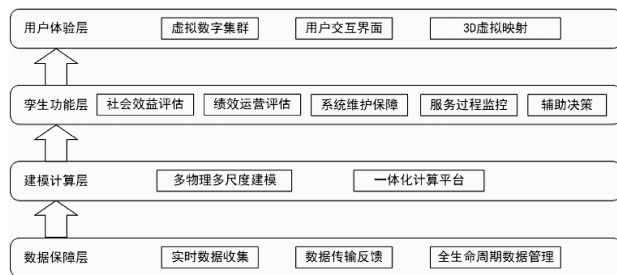 用户体验层 虚拟数字集群 用户交互界面 3D虚拟映射
孪生功能层 社会效益评估 绩效运营评估 系统维护保障 服务过程监控 辅助决策
建模计算层 多物理多尺度建模 一体化计算平台
数据保障层 实时数据收集 数据传输反馈 全生命周期数据管理